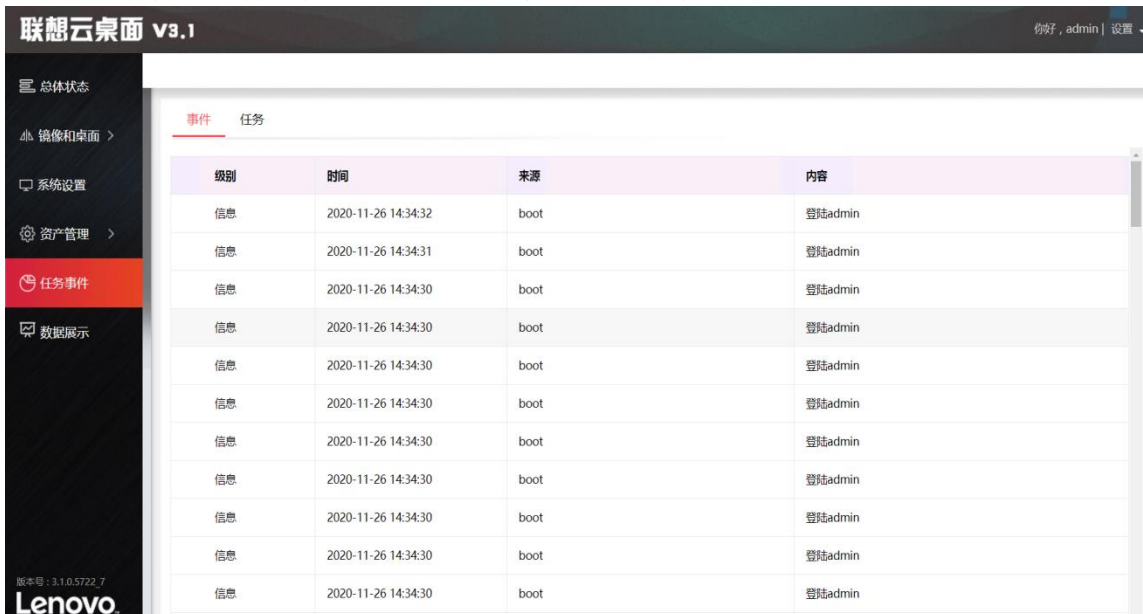 联想云桌面 V3.1
你好 , admin | 设置
总体状态
镜像和桌面
系统设置
资产管理
任务事件
数据展示
版本号 : 3.1.0.5722_7
Lenovo
事件 任务
级别 时间 来源 内容
信息 2020-11-26 14:34:32 boot 登陆admin
信息 2020-11-26 14:34:31 boot 登陆admin
信息 2020-11-26 14:34:30 boot 登陆admin
信息 2020-11-26 14:34:30 boot 登陆admin
信息 2020-11-26 14:34:30 boot 登陆admin
信息 2020-11-26 14:34:30 boot 登陆admin
信息 2020-11-26 14:34:30 boot 登陆admin
信息 2020-11-26 14:34:30 boot 登陆admin
信息 2020-11-26 14:34:30 boot 登陆admin
信息 2020-11-26 14:34:30 boot 登陆admin
信息 2020-11-26 14:34:30 boot 登陆admin